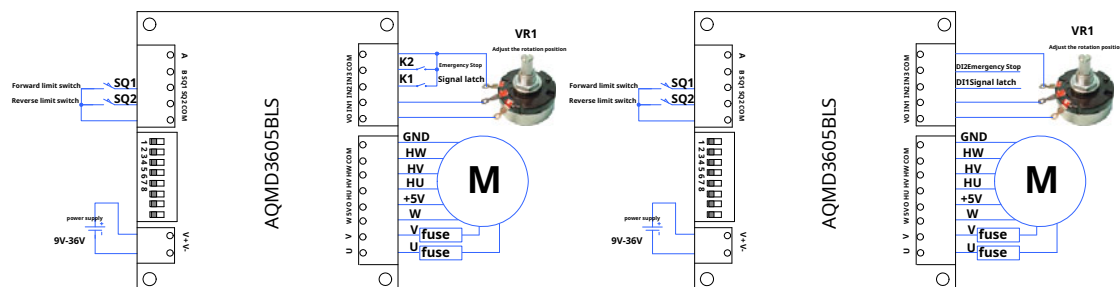 VR1
Adjust the rotation position
A
B SQ1 SQ2 COM
Forward limit switch
SQ1
Reverse limit switch
SQ2
1 2 3 4 5 6 7 8
power supply
9V-36V
V+ V-
AQMD3605BLS
VO IN1 IN2 IN3 COM
K2
Emergency Stop
K1
Signal latch
U V W 5VO HU HV HW COM
GND
HW
HV
HU
+5V
W
V
fuse
U
fuse
M
VR1
Adjust the rotation position
A
B SQ1 SQ2 COM
Forward limit switch
SQ1
Reverse limit switch
SQ2
1 2 3 4 5 6 7 8
power supply
9V-36V
V+ V-
AQMD3605BLS
VO IN1 IN2 IN3 COM
DI2Emergency Stop
DI1Signal latch
U V W 5VO HU HV HW COM
GND
HW
HV
HU
+5V
W
V
fuse
U
fuse
M